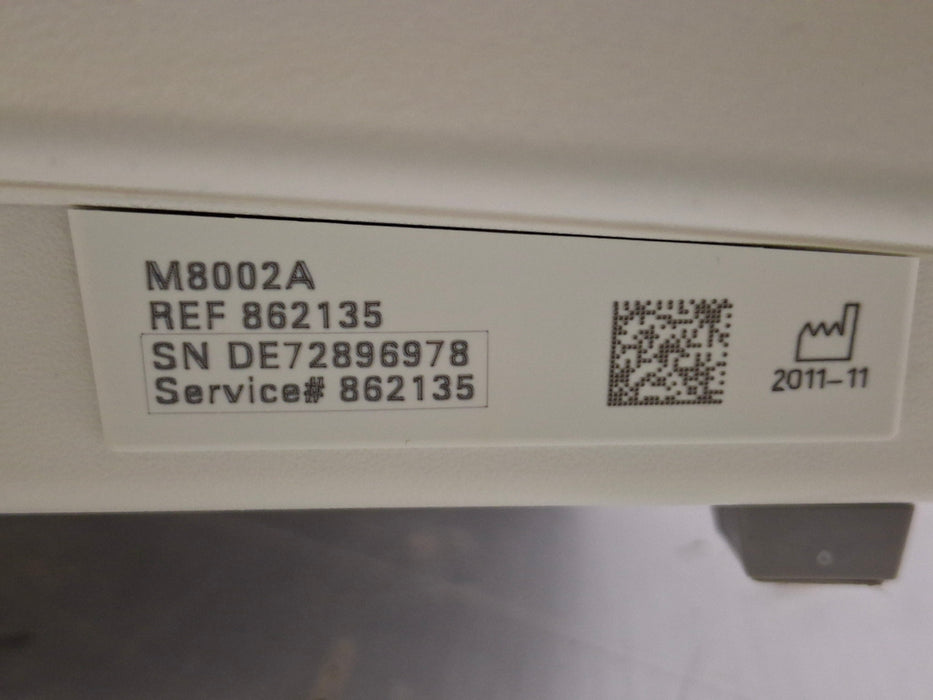 M8002A
REF 862135
SN DE72896978
Service# 862135
2011-11